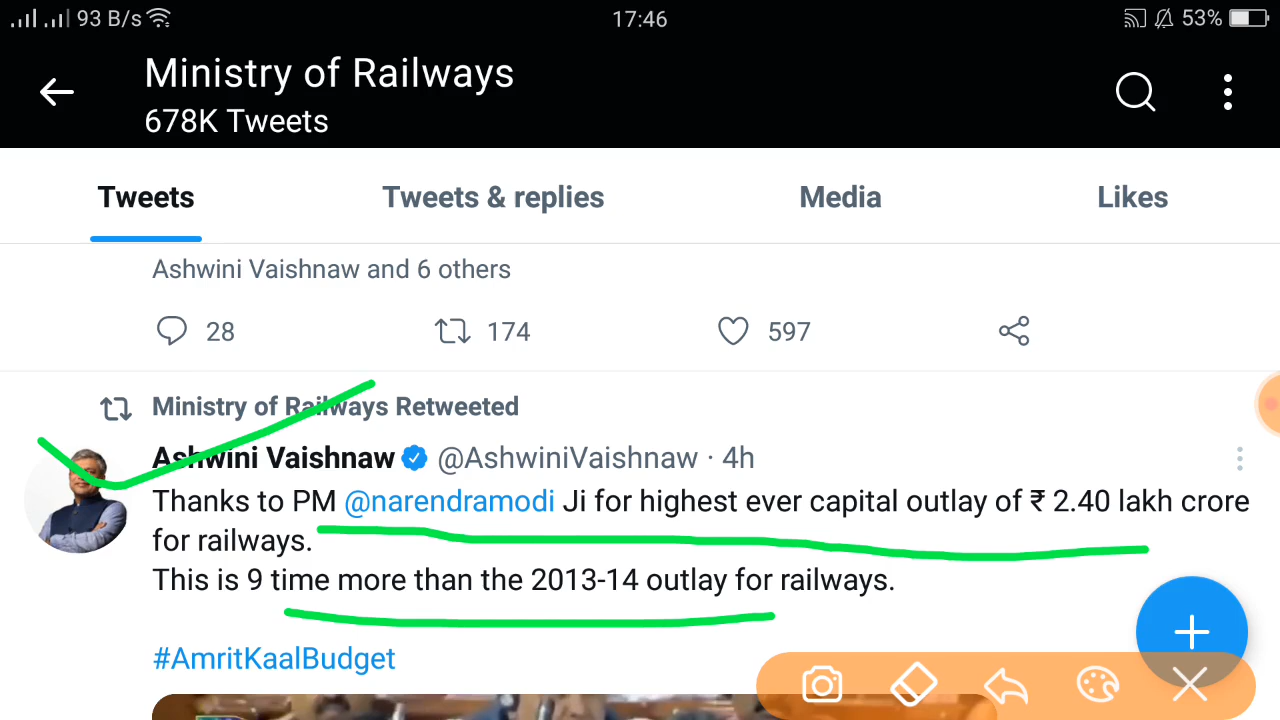 93 B/s 17:46 53%
Ministry of Railways
678K Tweets
Tweets Tweets & replies Media Likes
Ashwini Vaishnaw and 6 others
28 174 597
Ministry of Railways Retweeted
Ashwini Vaishnaw @AshwiniVaishnaw · 4h
Thanks to PM @narendramodi Ji for highest ever capital outlay of ₹ 2.40 lakh crore
for railways.
This is 9 time more than the 2013-14 outlay for railways.
#AmritKaalBudget